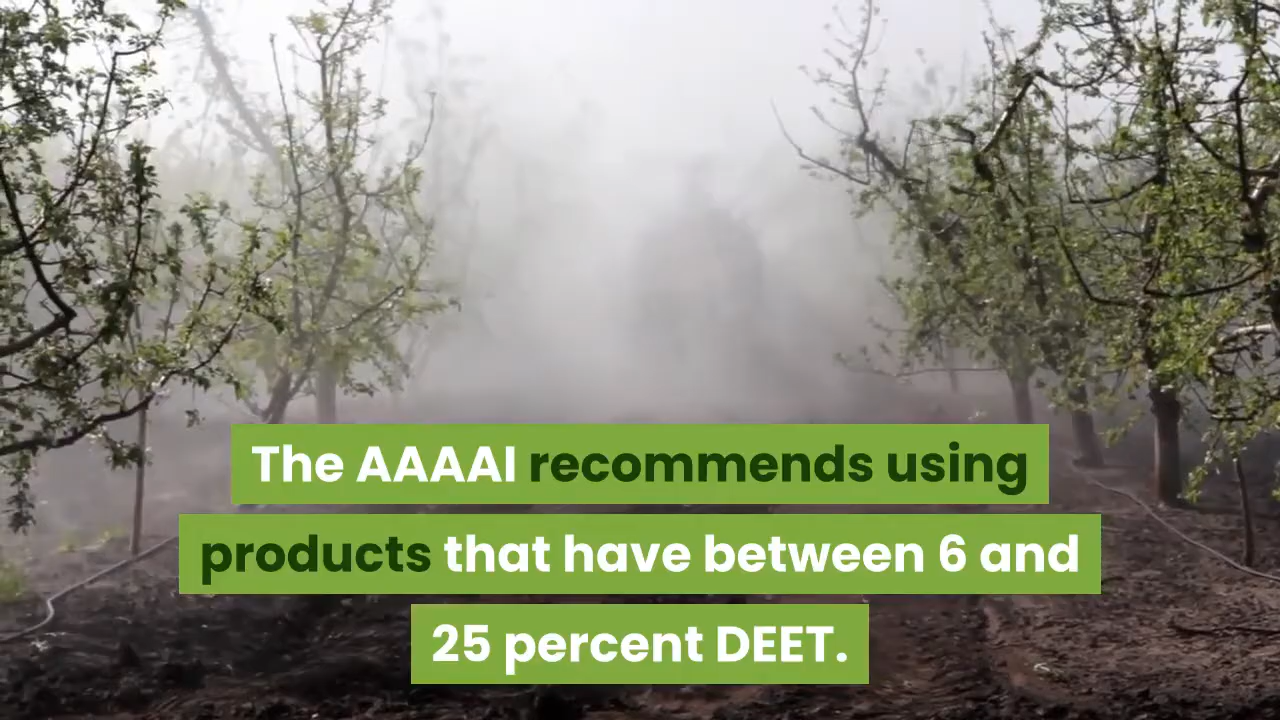 The AAAAI recommends using
products that have between 6 and
25 percent DEET.